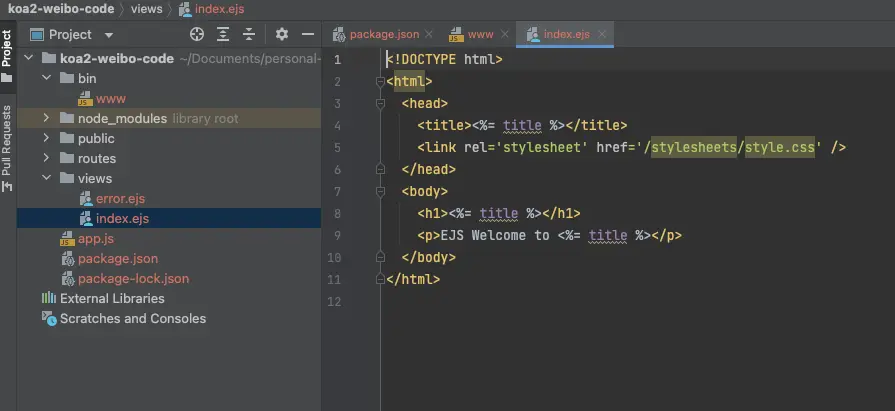 koa2-weibo-code > views > index.ejs
Project
Pull Requests
Project
koa2-weibo-code ~/Documents/personal-
bin
www
node_modules library root
public
routes
views
error.ejs
index.ejs
app.js
package.json
package-lock.json
External Libraries
Scratches and Consoles
package.json
www
index.ejs
1 <!DOCTYPE html>
2 <html>
3 <head>
4 <title><%= title %></title>
5 <link rel='stylesheet' href='/stylesheets/style.css' />
6 </head>
7 <body>
8 <h1><%= title %></h1>
9 <p>EJS Welcome to <%= title %></p>
10 </body>
11 </html>
12